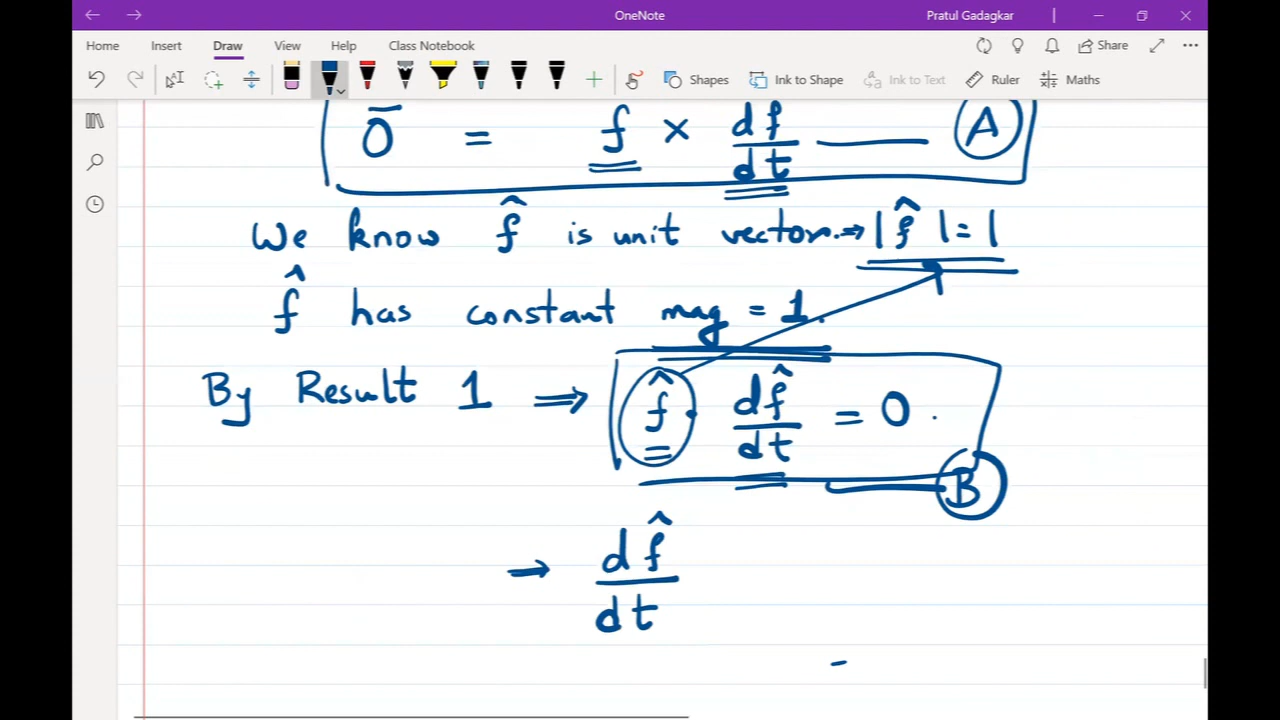 OneNote
Pratul Gadagkar
Home Insert Draw View Help Class Notebook Share
Shapes Ink to Shape Ink to Text Ruler Maths
0̅ = f × df/dt —— A
We know f̂ is unit vector. → |f̂| = 1
f̂ has constant mag = 1.
By Result 1 ⇒ f̂ · df̂/dt = 0 . —— B
→ df̂/dt